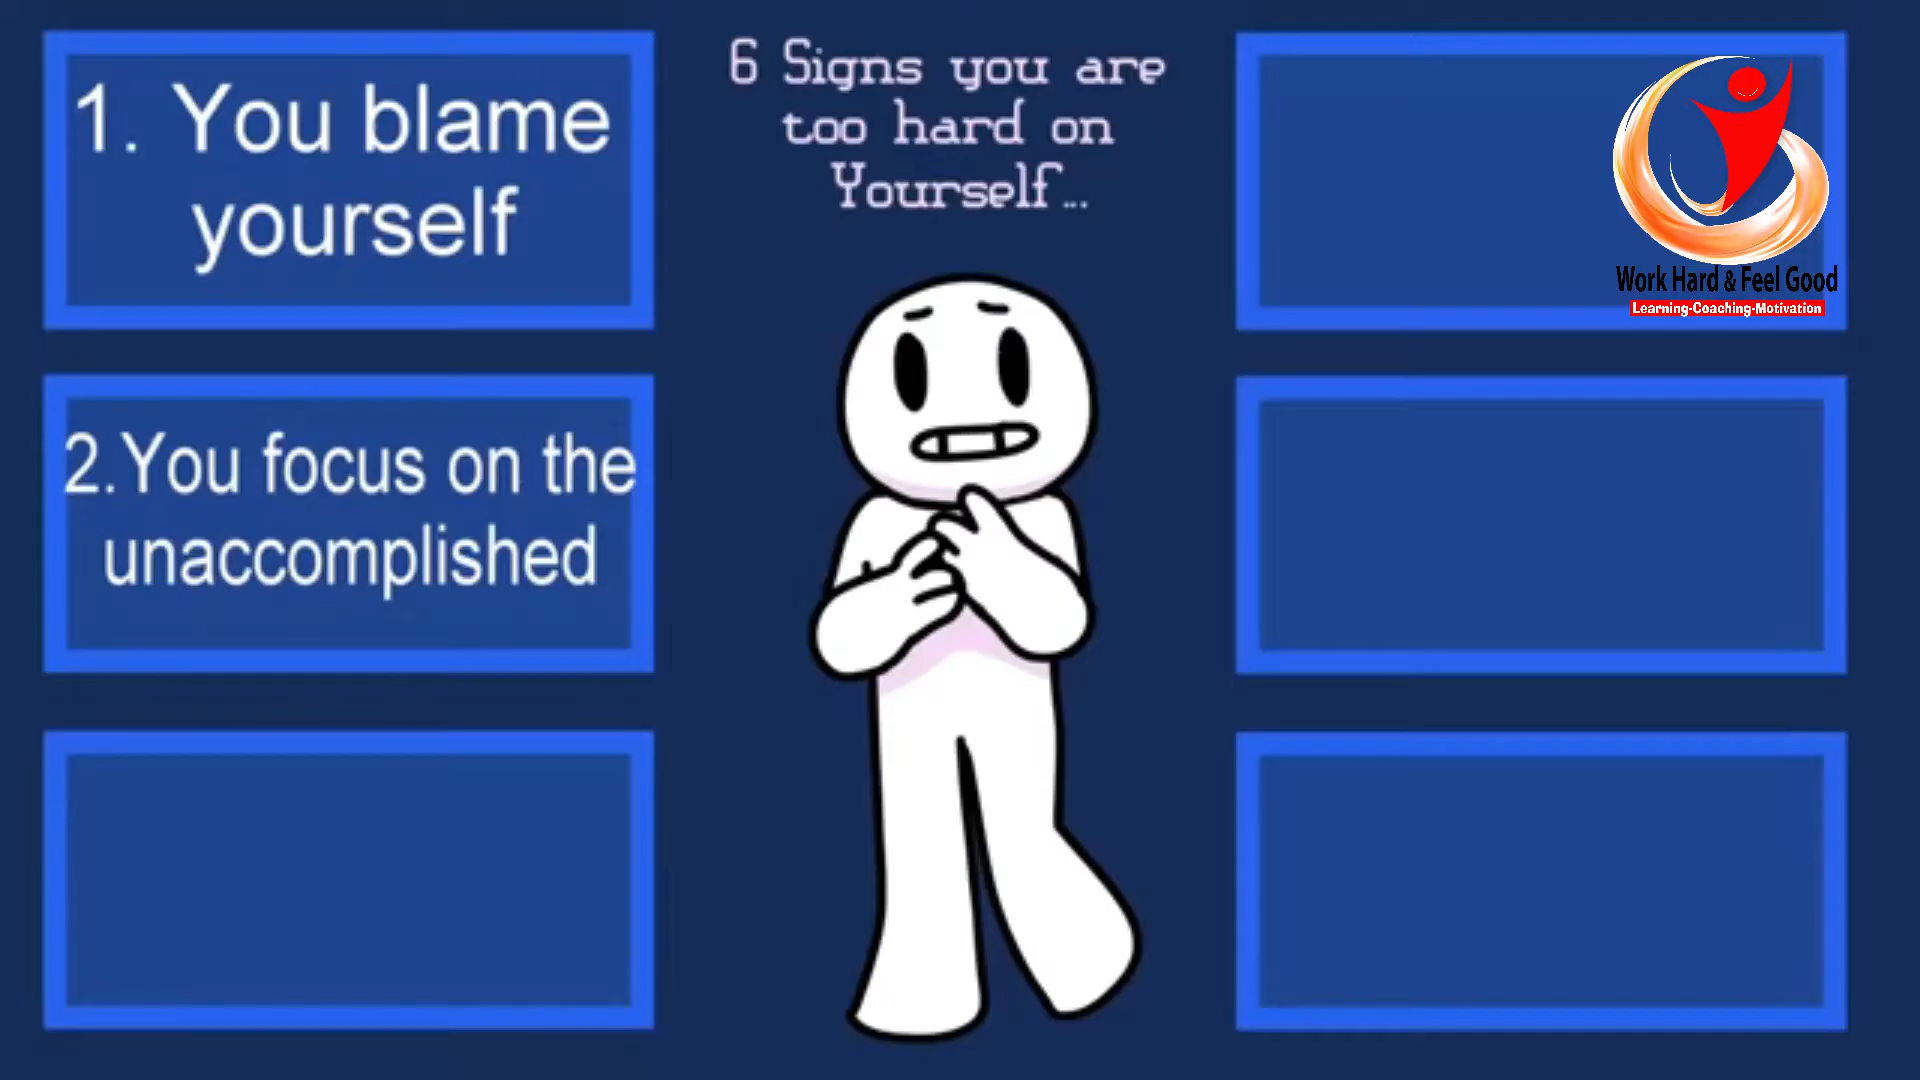 6 Signs you are
too hard on
Yourself...
1. You blame
yourself
2.You focus on the
unaccomplished
Work Hard & Feel Good
Learning-Coaching-Motivation